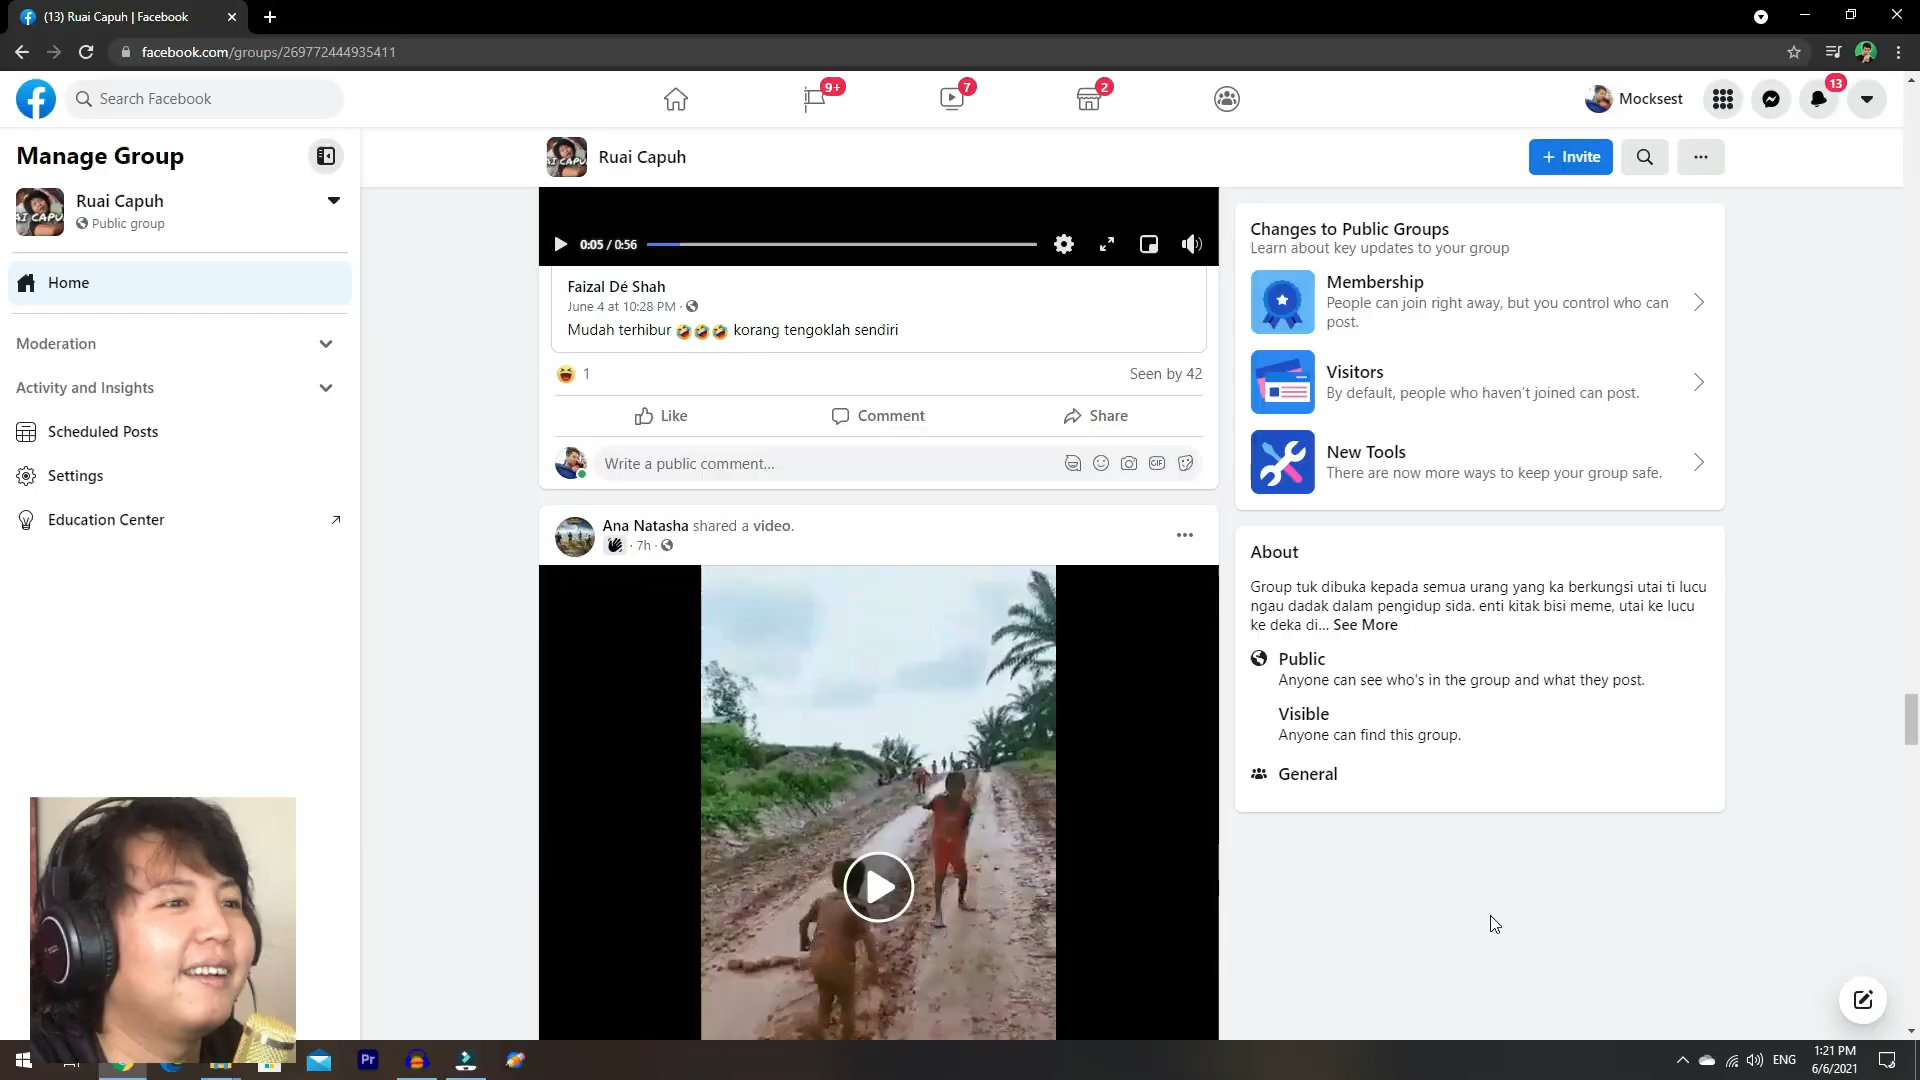 (13) Ruai Capuh | Facebook
facebook.com/groups/269772444935411
Search Facebook
9+
7
2
Mocksest
13
Manage Group
Ruai Capuh
Public group
Home
Moderation
Activity and Insights
Scheduled Posts
Settings
Education Center
Ruai Capuh
+ Invite
0:05 / 0:56
Faizal Dé Shah
June 4 at 10:28 PM ·
Mudah terhibur 🤣🤣🤣 korang tengoklah sendiri
😆 1
Seen by 42
Like
Comment
Share
Write a public comment...
GIF
Ana Natasha shared a video.
· 7h ·
Changes to Public Groups
Learn about key updates to your group
Membership
People can join right away, but you control who can
post.
Visitors
By default, people who haven't joined can post.
New Tools
There are now more ways to keep your group safe.
About
Group tuk dibuka kepada semua urang yang ka berkungsi utai ti lucu
ngau dadak dalam pengidup sida. enti kitak bisi meme, utai ke lucu
ke deka di... See More
Public
Anyone can see who's in the group and what they post.
Visible
Anyone can find this group.
General
Pr
ENG
1:21 PM
6/6/2021